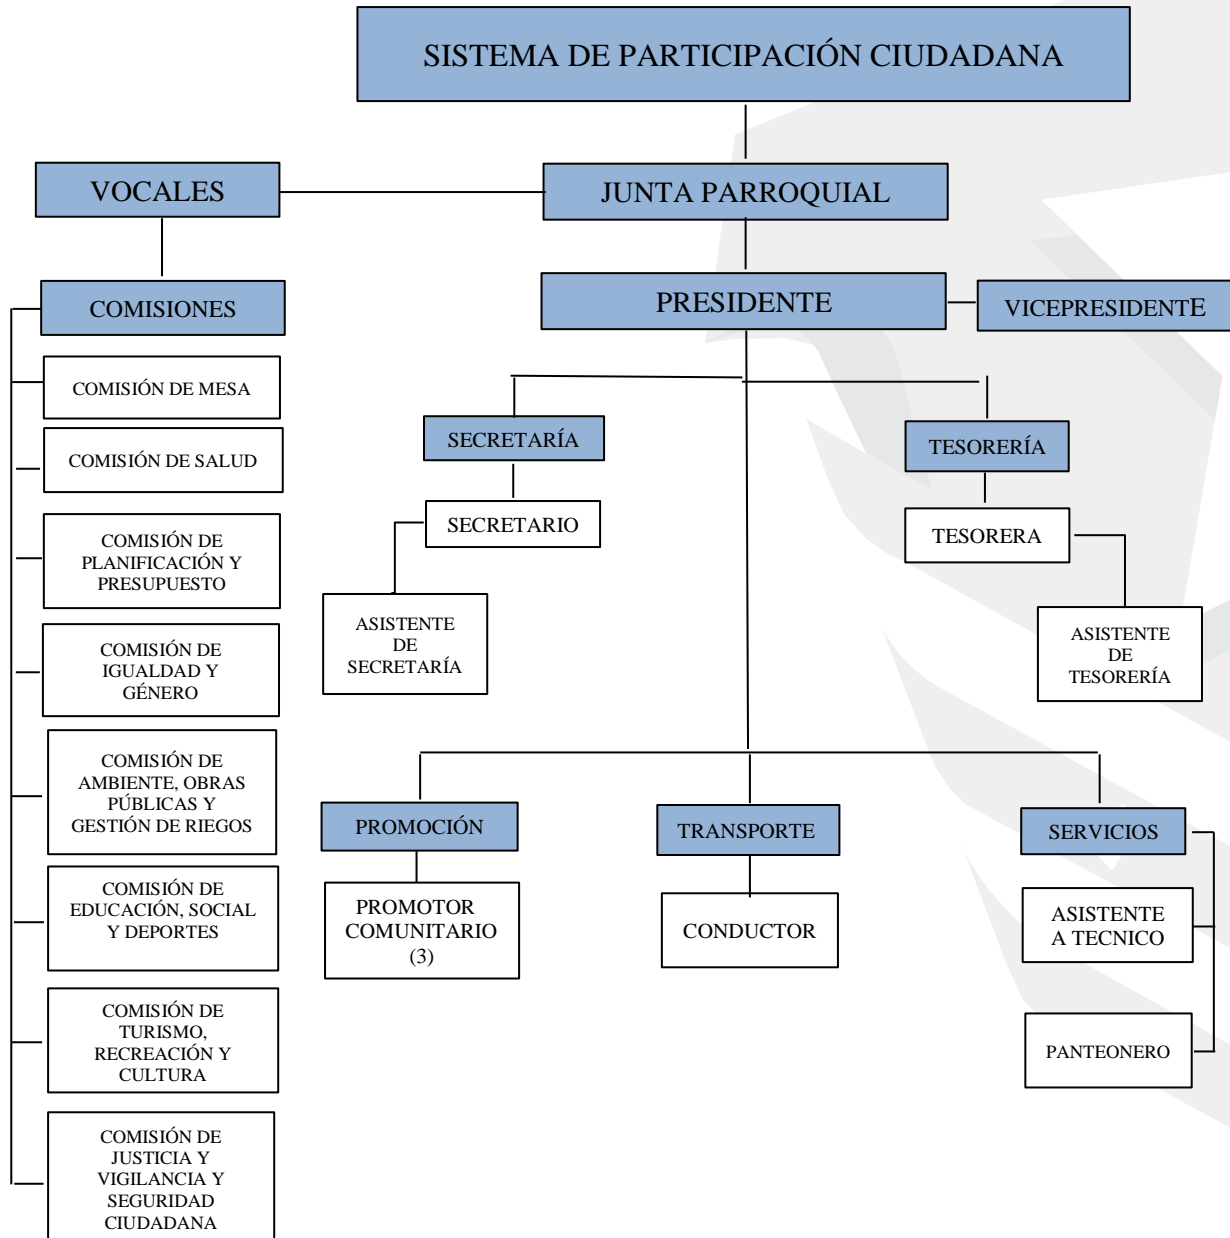 SISTEMA DE PARTICIPACIÓN CIUDADANA
VOCALES
JUNTA PARROQUIAL
COMISIONES
PRESIDENTE
VICEPRESIDENTE
COMISIÓN DE MESA
COMISIÓN DE SALUD
COMISIÓN DE
PLANIFICACIÓN Y
PRESUPUESTO
COMISIÓN DE
IGUALDAD Y
GÉNERO
COMISIÓN DE
AMBIENTE, OBRAS
PÚBLICAS Y
GESTIÓN DE RIEGOS
COMISIÓN DE
EDUCACIÓN, SOCIAL
Y DEPORTES
COMISIÓN DE
TURISMO,
RECREACIÓN Y
CULTURA
COMISIÓN DE
JUSTICIA Y
VIGILANCIA Y
SEGURIDAD
CIUDADANA
SECRETARÍA
SECRETARIO
ASISTENTE
DE
SECRETARÍA
TESORERÍA
TESORERA
ASISTENTE
DE
TESORERÍA
PROMOCIÓN
PROMOTOR
COMUNITARIO
(3)
TRANSPORTE
CONDUCTOR
SERVICIOS
ASISTENTE
A TECNICO
PANTEONERO